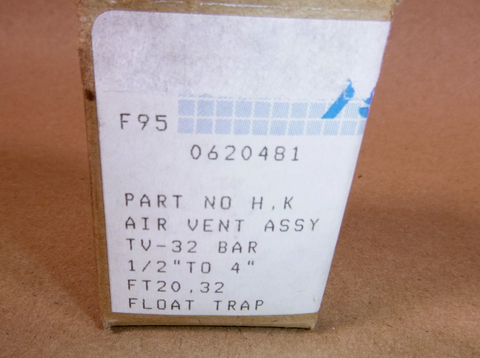 F95
0620481
PART NO H,K
AIR VENT ASSY
TV-32 BAR
1/2"TO 4"
FT20,32
FLOAT TRAP